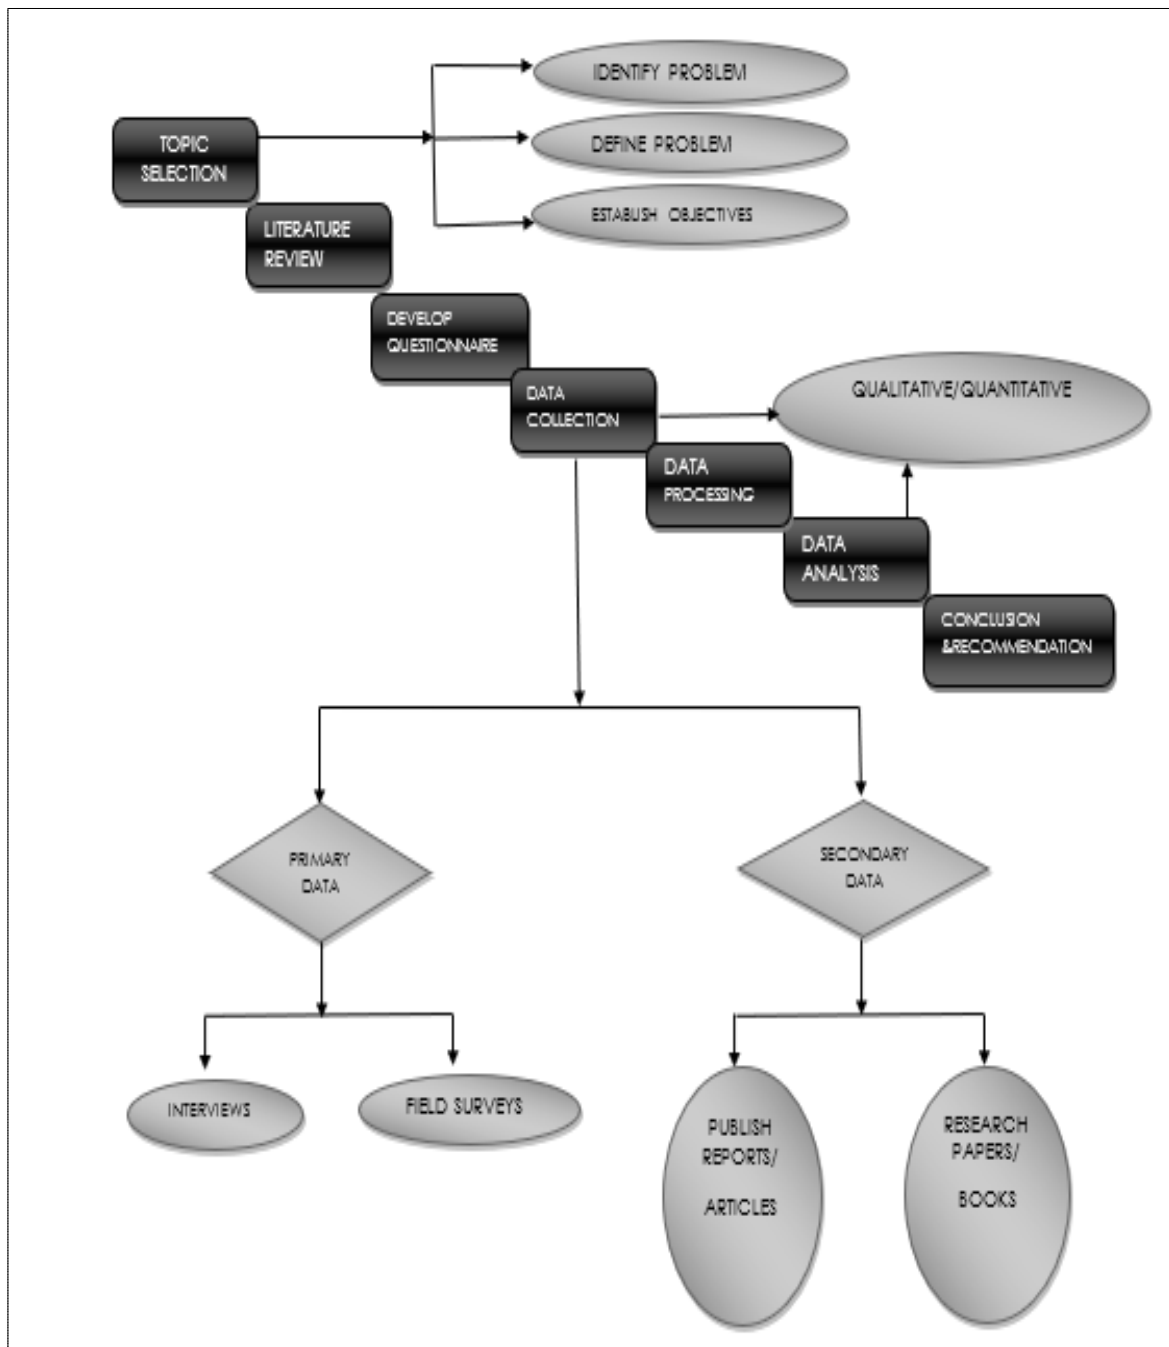 IDENTIFY PROBLEM
TOPIC
SELECTION
DEFINE PROBLEM
ESTABLISH OBJECTIVES
LITERATURE
REVIEW
DEVELOP
QUESTIONNAIRE
DATA
COLLECTION
QUALITATIVE/QUANTITATIVE
DATA
PROCESSING
DATA
ANALYSIS
CONCLUSION
&RECOMMENDATION
PRIMARY
DATA
SECONDARY
DATA
INTERVIEWS
FIELD SURVEYS
PUBLISH
REPORTS/
ARTICLES
RESEARCH
PAPERS/
BOOKS